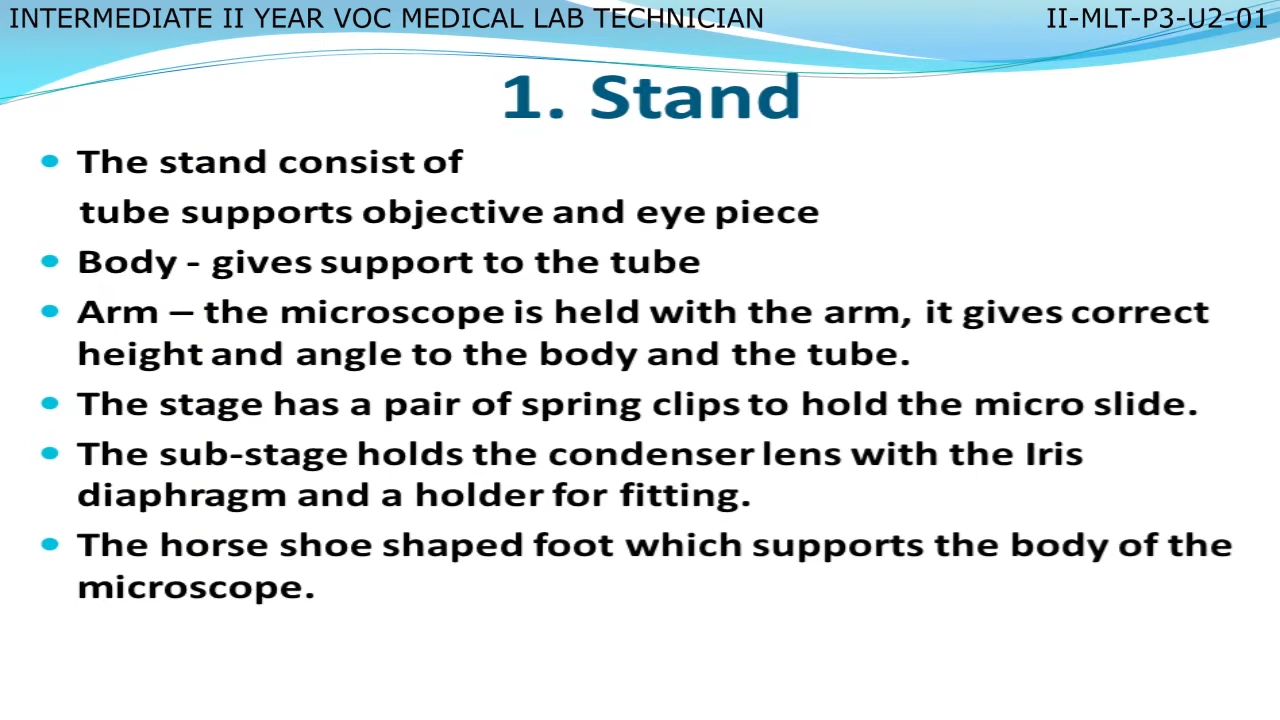 INTERMEDIATE II YEAR VOC MEDICAL LAB TECHNICIAN
II-MLT-P3-U2-01
1. Stand
• The stand consist of
tube supports objective and eye piece
• Body - gives support to the tube
• Arm – the microscope is held with the arm, it gives correct
height and angle to the body and the tube.
• The stage has a pair of spring clips to hold the micro slide.
• The sub-stage holds the condenser lens with the Iris
diaphragm and a holder for fitting.
• The horse shoe shaped foot which supports the body of the
microscope.